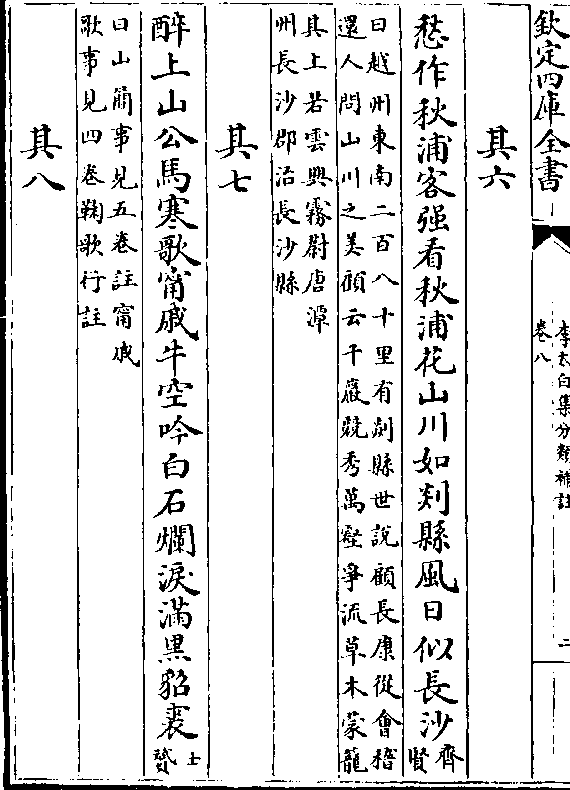 欽定四庫全書
李太白集分類補註
卷八
二
其六
愁作秋浦客强看秋浦花山川如剡縣風日似長沙齊賢
曰越州東南二百八十里有剡縣世說顧長康從會稽
還人問山川之美顧云千巖競秀萬壑爭流草木蒙籠
其上若雲興霧蔚唐潭
州長沙郡治長沙縣
其七
醉上山公馬寒歌甯戚牛空吟白石爛淚滿黒貂裘士贇
曰山簡事見五卷註甯戚
歌事見四卷鞠歌行註
其八